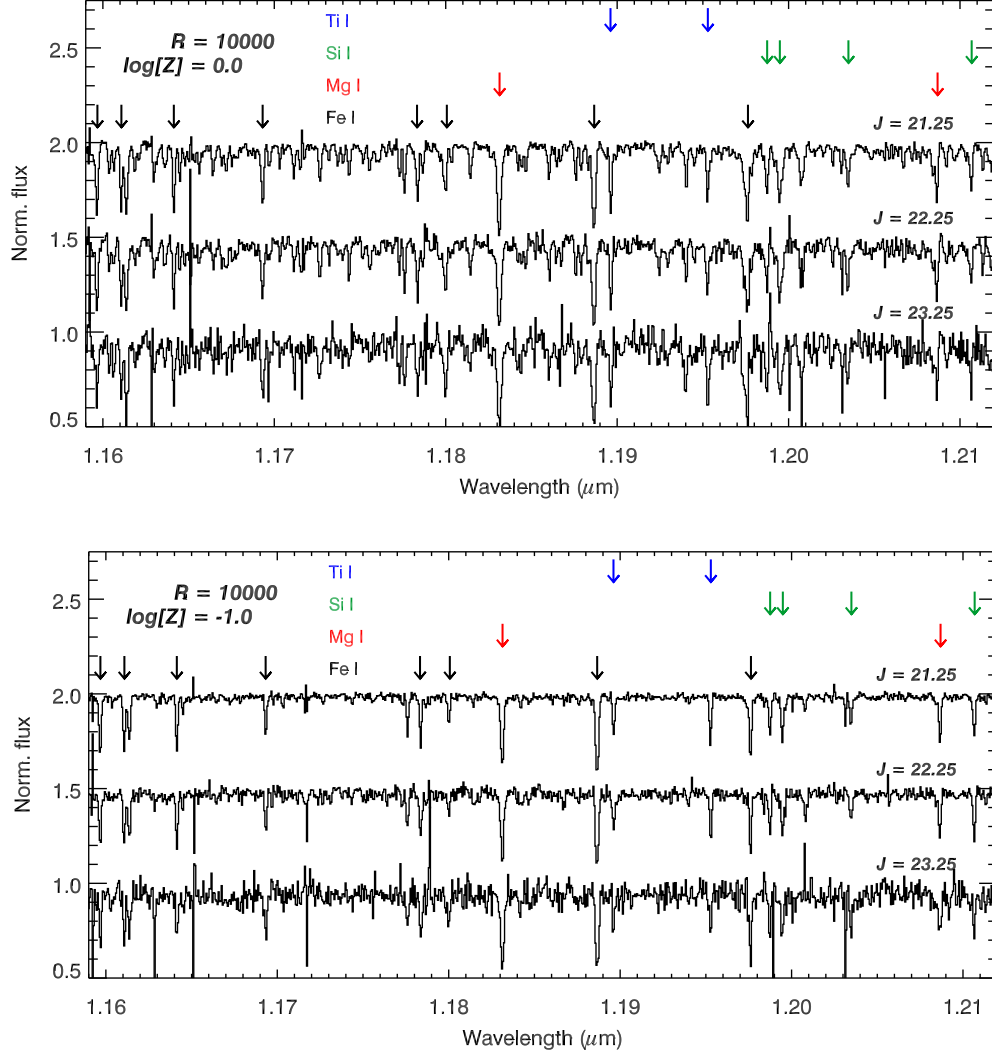 Ti I
R = 10000
Si I
log[Z] = 0.0
Mg I
Fe I
J = 21.25
J = 22.25
J = 23.25
2.5
2.0
1.5
1.0
0.5
Norm. flux
1.16
1.17
1.18
1.19
1.20
1.21
Wavelength (μm)
Ti I
R = 10000
Si I
log[Z] = -1.0
Mg I
Fe I
J = 21.25
J = 22.25
J = 23.25
2.5
2.0
1.5
1.0
0.5
Norm. flux
1.16
1.17
1.18
1.19
1.20
1.21
Wavelength (μm)